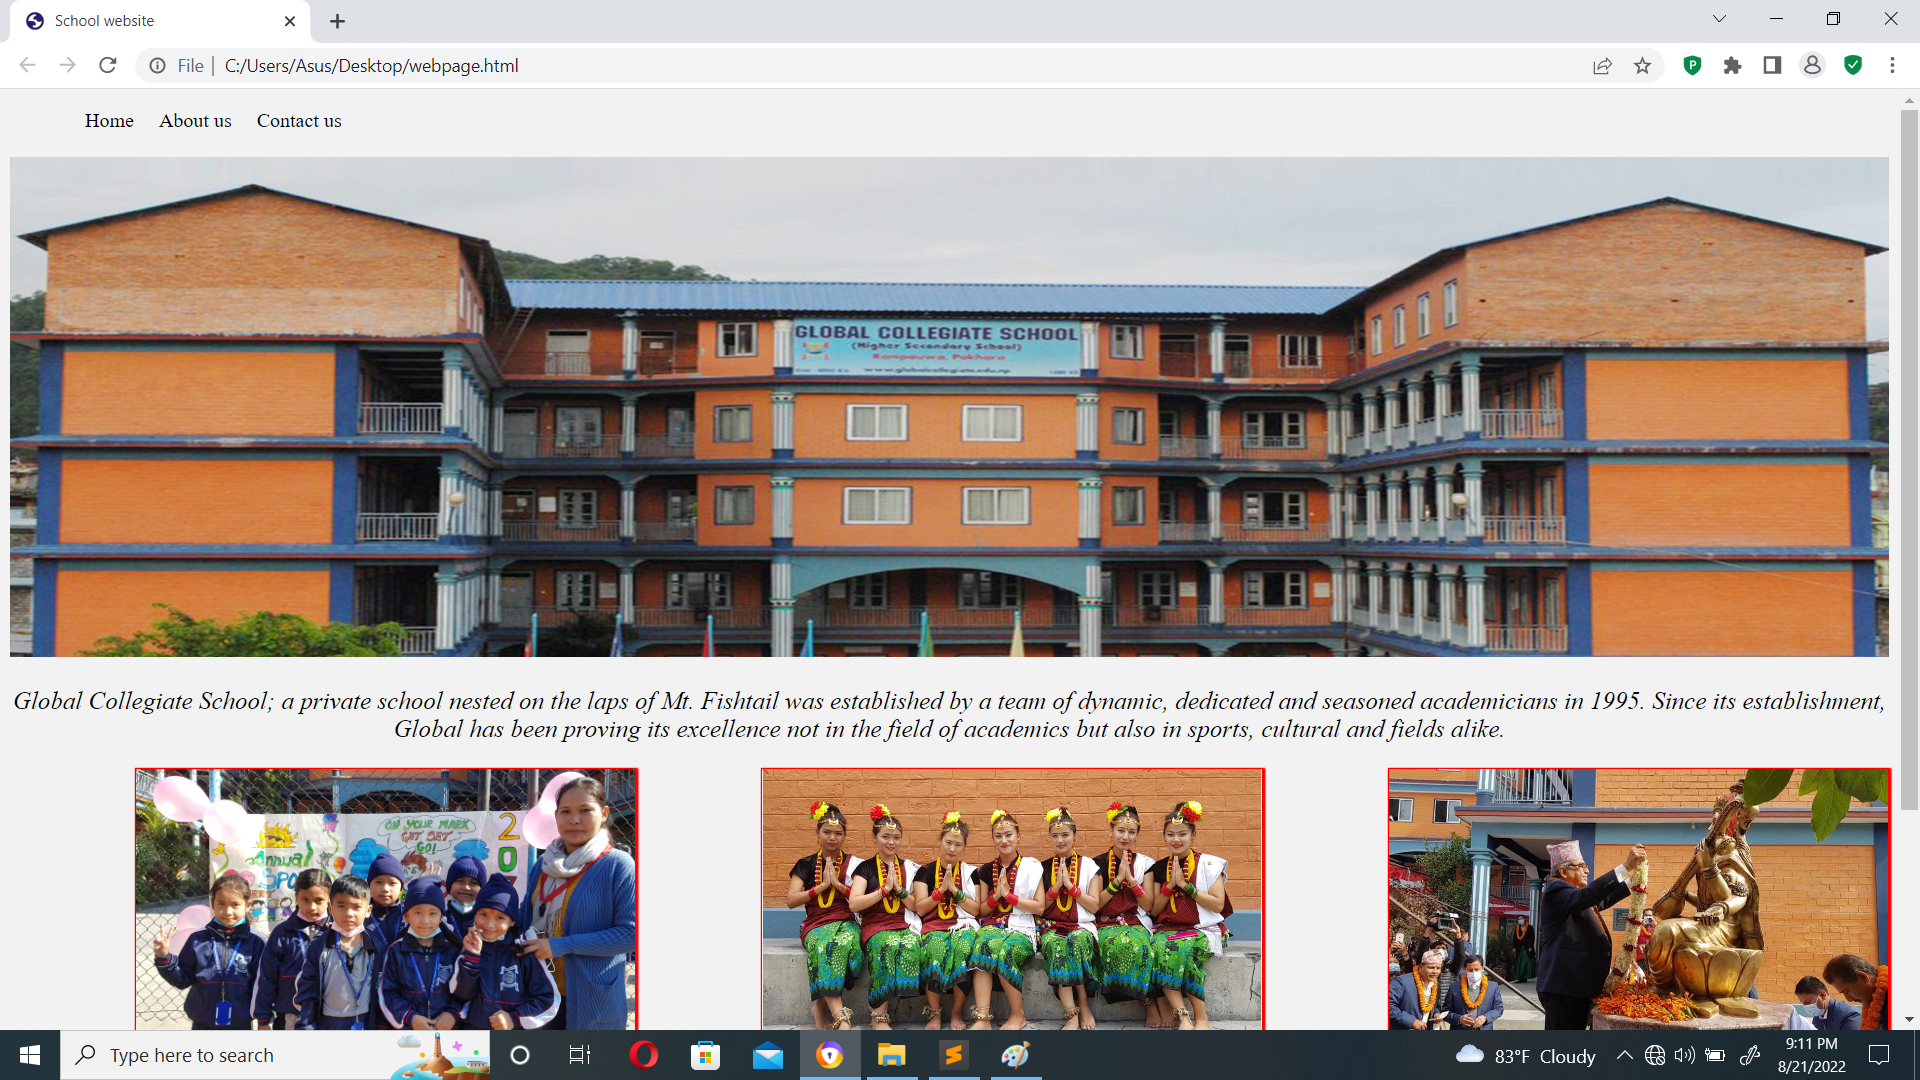 School website
File | C:/Users/Asus/Desktop/webpage.html
Home About us Contact us
GLOBAL COLLEGIATE SCHOOL
(Higher Secondary School)
Ranipauwa, Pokhara
www.globalcollegiate.edu.np
Global Collegiate School; a private school nested on the laps of Mt. Fishtail was established by a team of dynamic, dedicated and seasoned academicians in 1995. Since its establishment,
Global has been proving its excellence not in the field of academics but also in sports, cultural and fields alike.
ON YOUR MARK
GET SET
GO!
Annual
SPO
20
Type here to search
83°F Cloudy
9:11 PM
8/21/2022